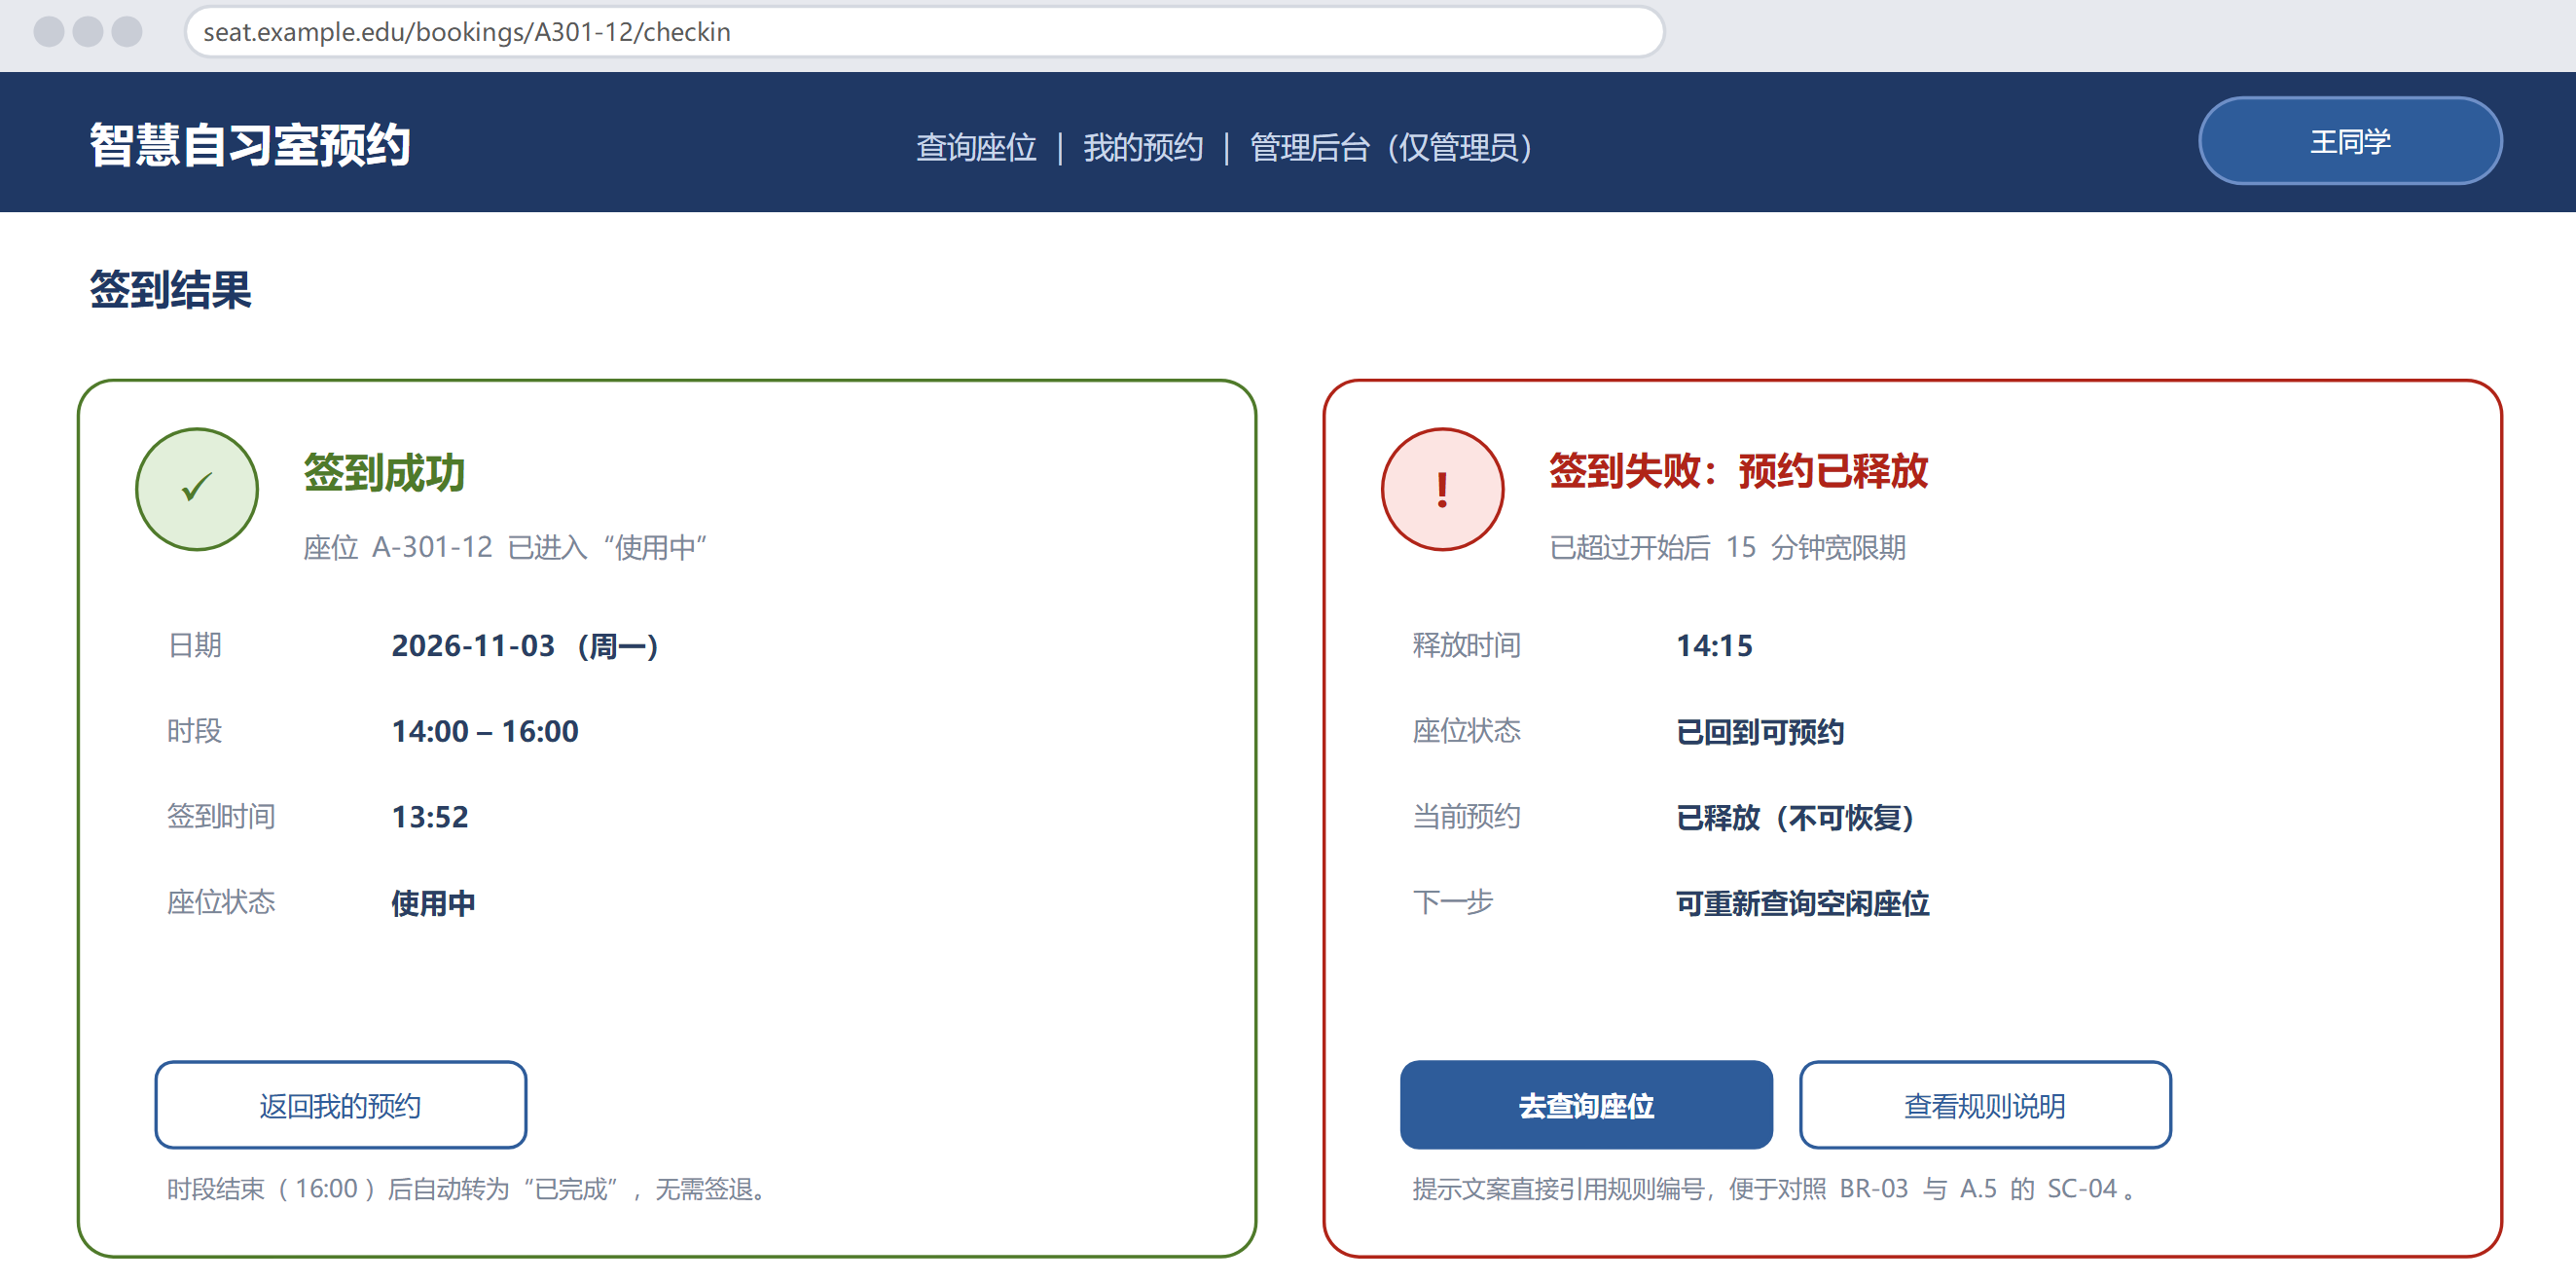 seat.example.edu/bookings/A301-12/checkin
智慧自习室预约
查询座位 | 我的预约 | 管理后台（仅管理员）
王同学
签到结果
✓
签到成功
座位 A-301-12 已进入“使用中”
日期 2026-11-03 （周一）
时段 14:00 – 16:00
签到时间 13:52
座位状态 使用中
返回我的预约
时段结束（ 16:00 ）后自动转为“已完成”，无需签退。
!
签到失败：预约已释放
已超过开始后 15 分钟宽限期
释放时间 14:15
座位状态 已回到可预约
当前预约 已释放（不可恢复）
下一步 可重新查询空闲座位
去查询座位
查看规则说明
提示文案直接引用规则编号，便于对照 BR-03 与 A.5 的 SC-04 。